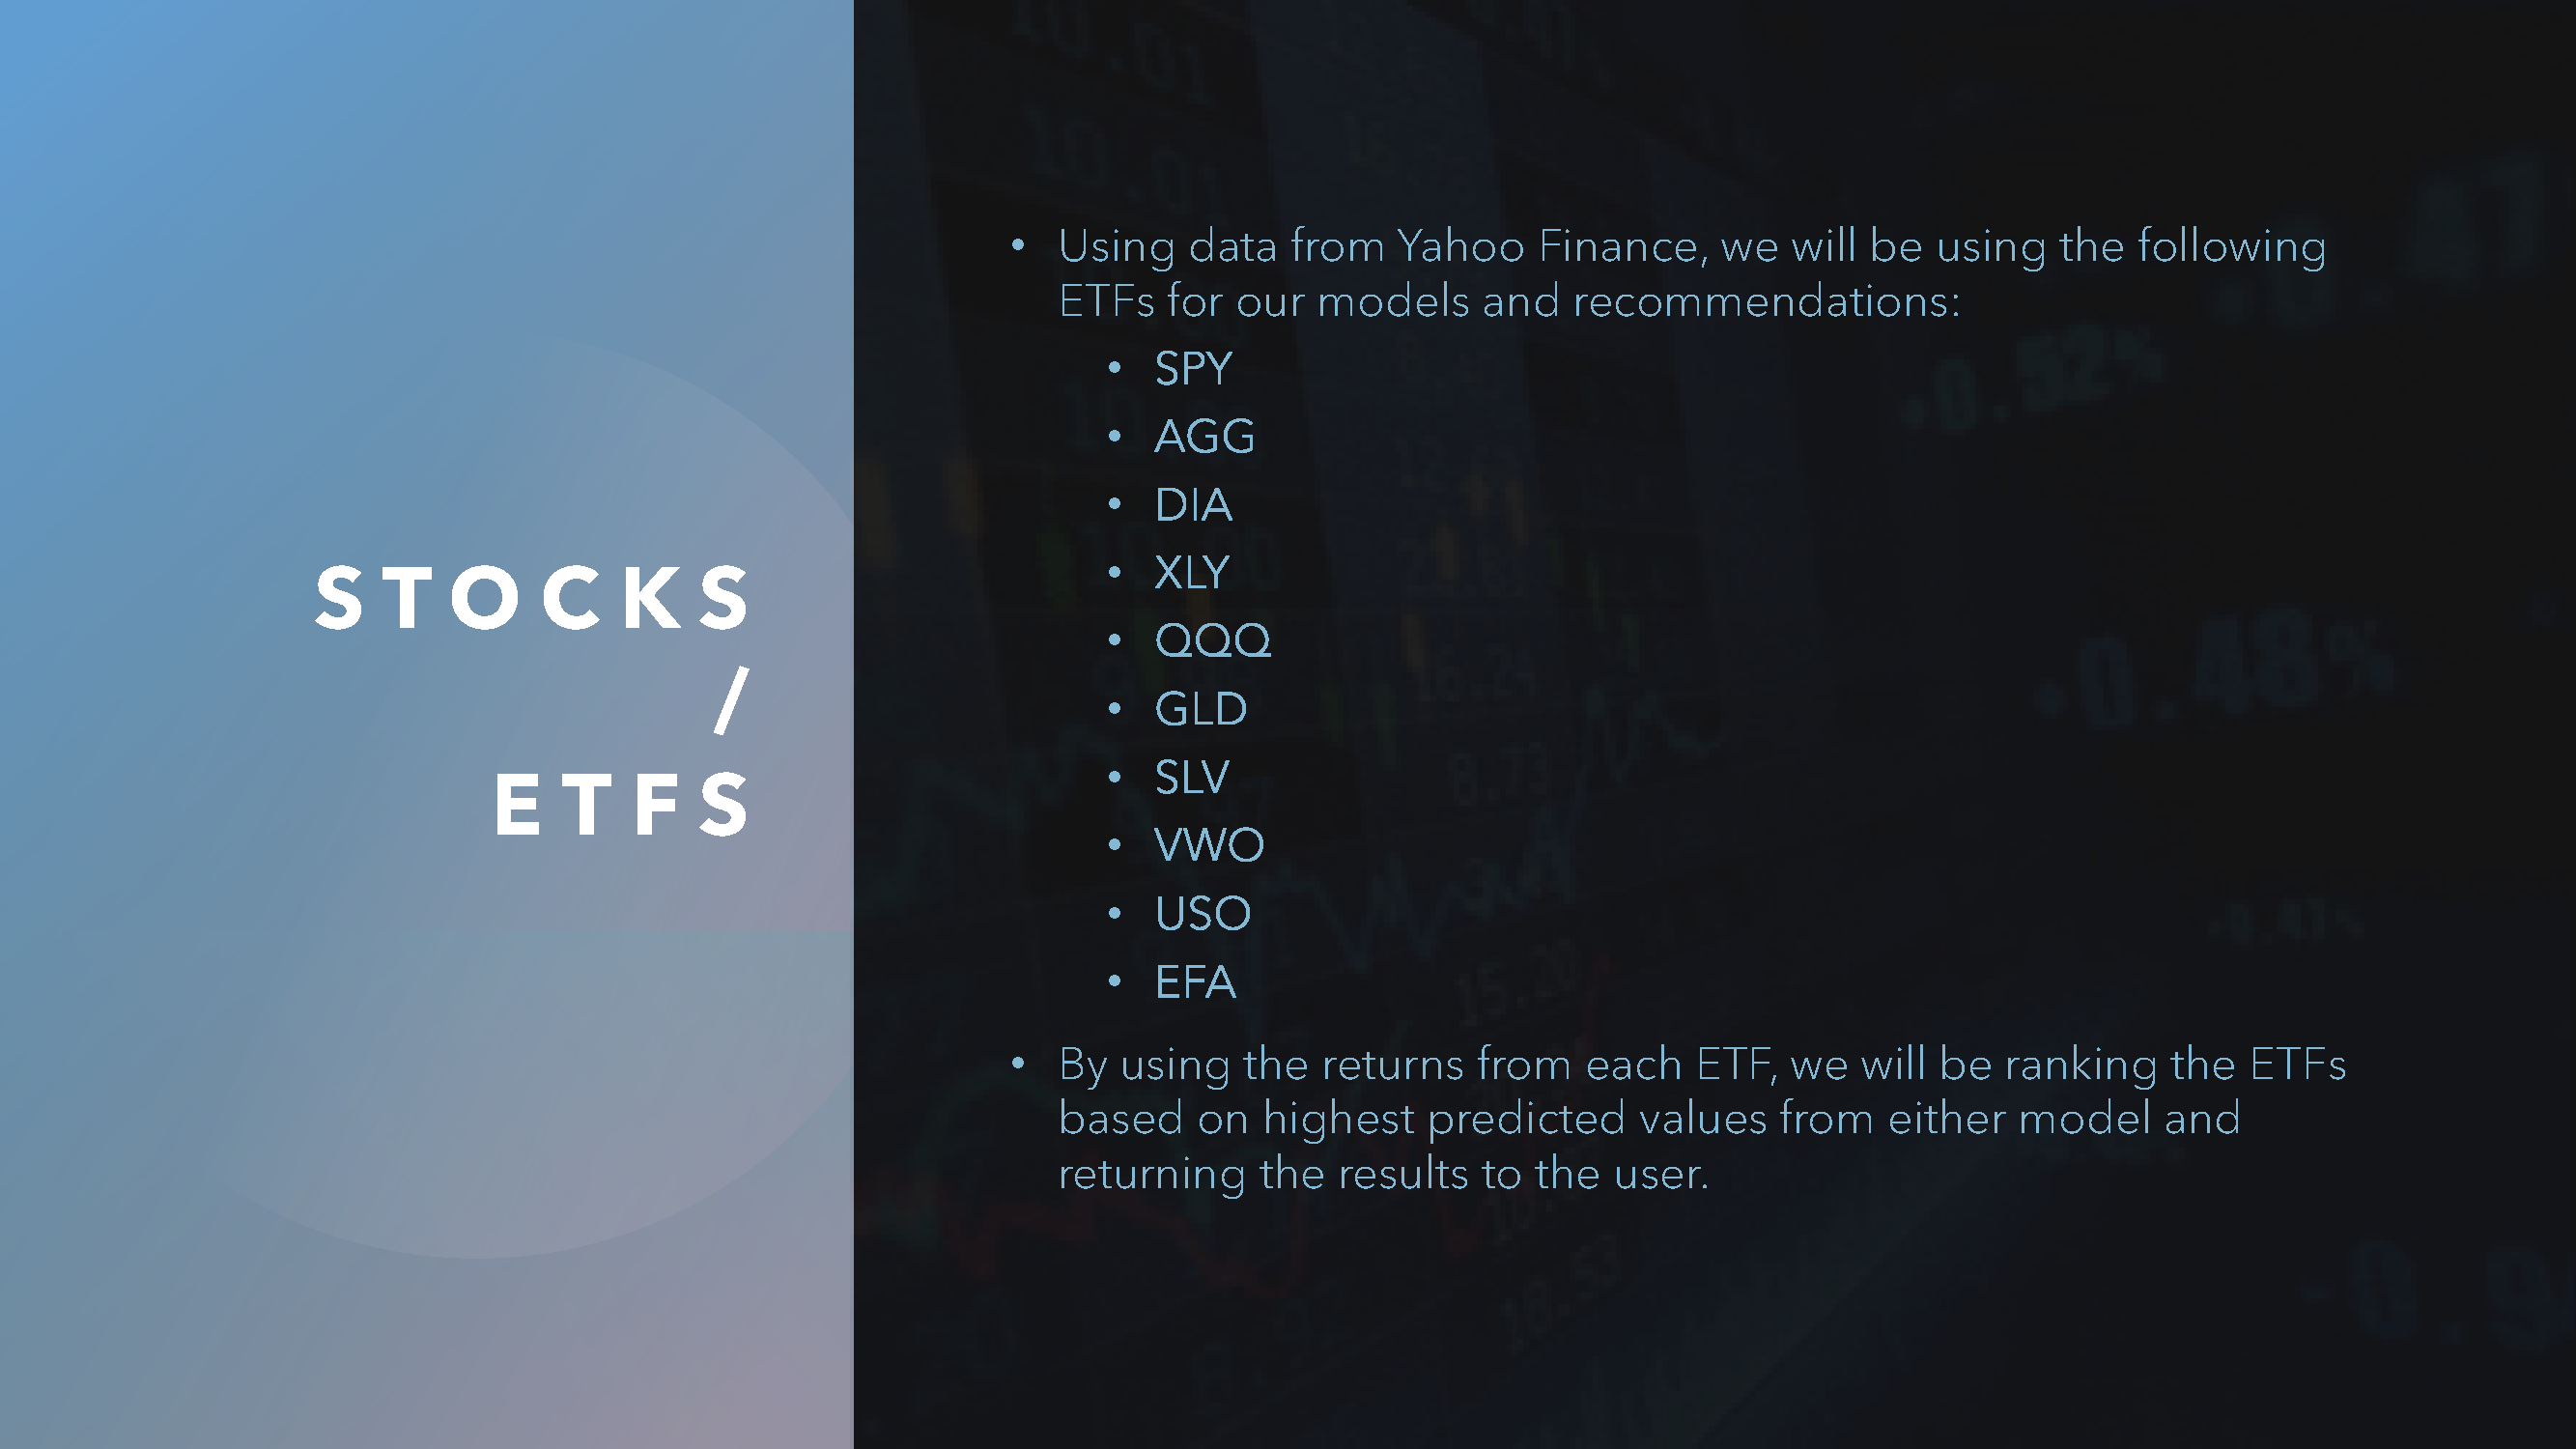 STOCKS
/
ETFS
• Using data from Yahoo Finance, we will be using the following
ETFs for our models and recommendations:
• SPY
• AGG
• DIA
• XLY
• QQQ
• GLD
• SLV
• VWO
• USO
• EFA
• By using the returns from each ETF, we will be ranking the ETFs
based on highest predicted values from either model and
returning the results to the user.